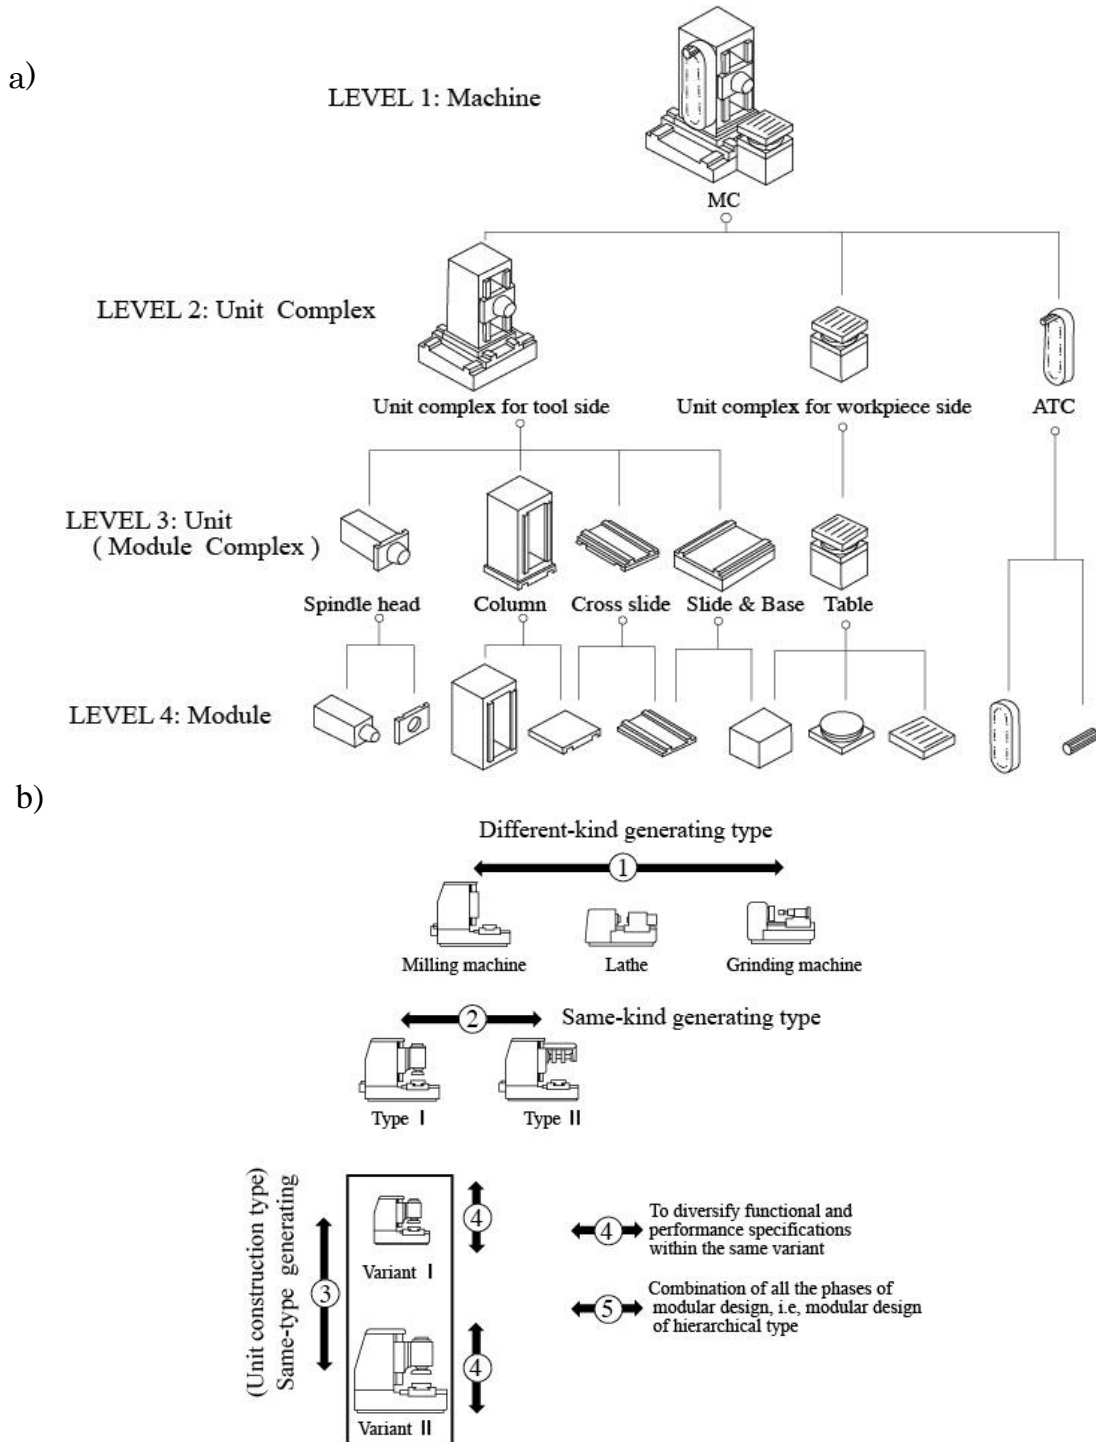 a)
LEVEL 1: Machine
MC
LEVEL 2: Unit Complex
Unit complex for tool side
Unit complex for workpiece side
ATC
LEVEL 3: Unit
( Module Complex )
Spindle head
Column
Cross slide
Slide & Base
Table
LEVEL 4: Module
b)
Different-kind generating type
1
Milling machine
Lathe
Grinding machine
2
Same-kind generating type
Type I
Type II
(Unit construction type)
Same-type generating
3
4
Variant I
4
Variant II
4
To diversify functional and
performance specifications
within the same variant
5
Combination of all the phases of
modular design, i.e, modular design
of hierarchical type